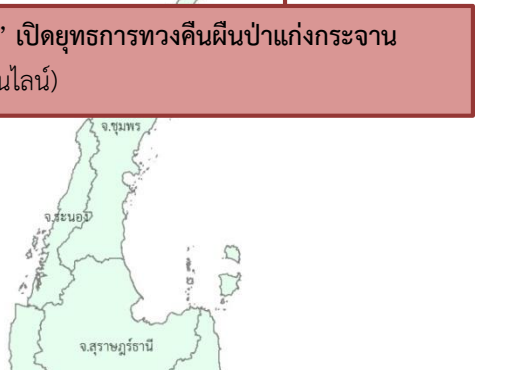 ” เปิดยุทธการทวงคืนผืนป่าแก่งกระจาน
นไลน์)
จ.ชุมพร
จ.ระนอง
จ.สุราษฎร์ธานี